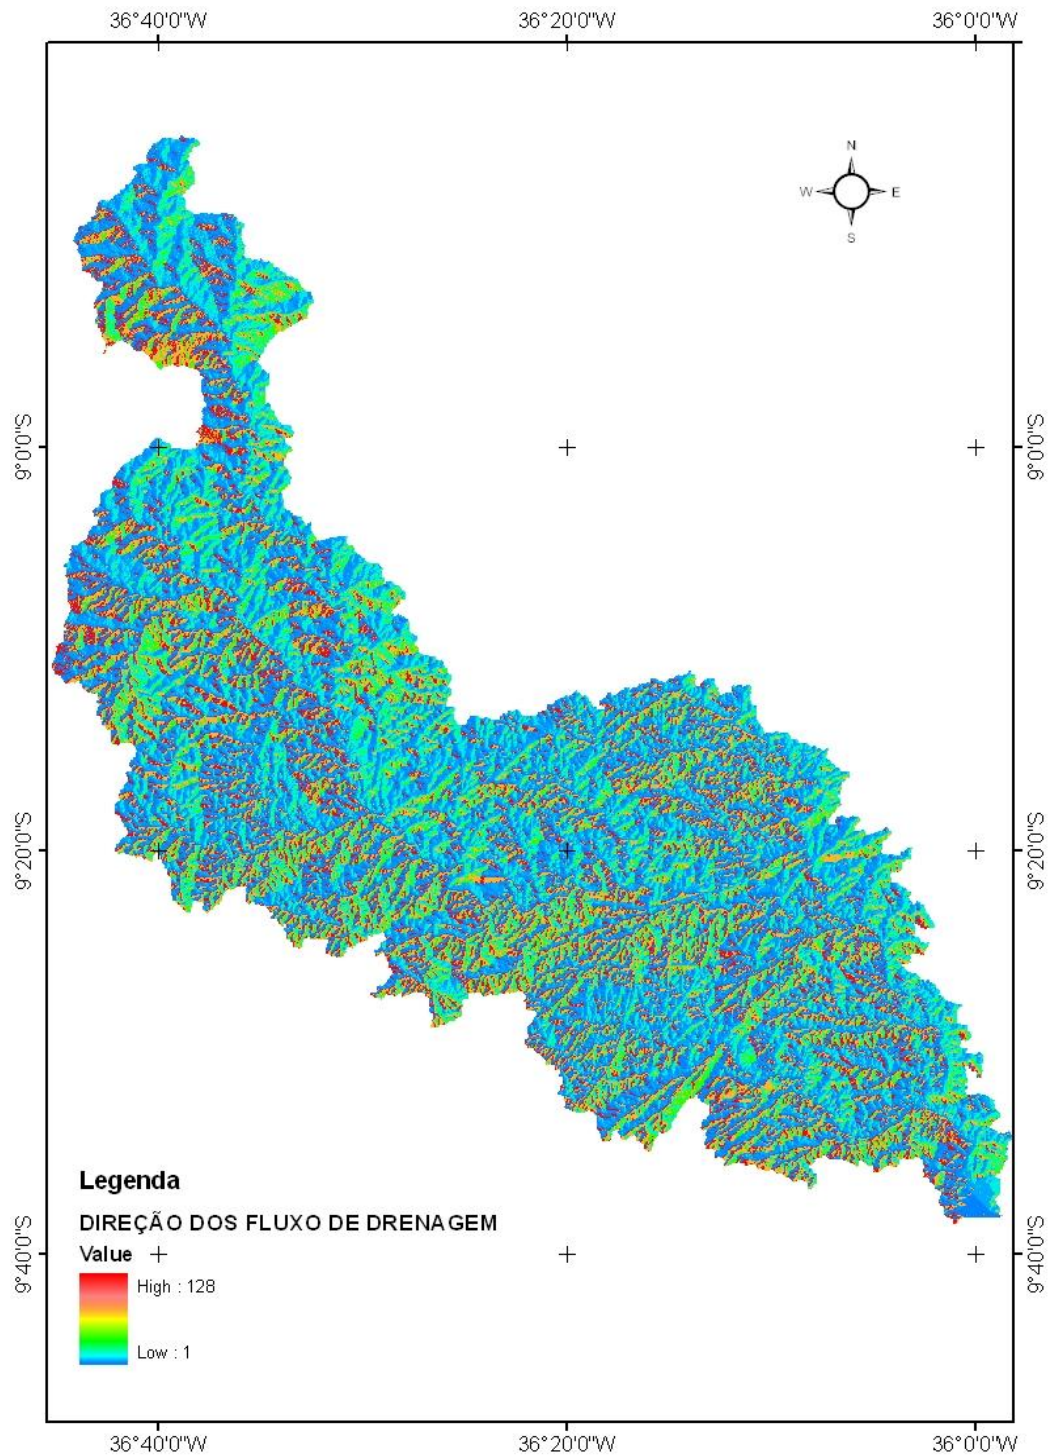 36°40'0"W 36°20'0"W 36°0'0"W
N
W E
S
9°0'0"S 9°0'0"S
9°20'0"S 9°20'0"S
Legenda
DIREÇÃO DOS FLUXO DE DRENAGEM
Value
9°40'0"S 9°40'0"S
High : 128
Low : 1
36°40'0"W 36°20'0"W 36°0'0"W